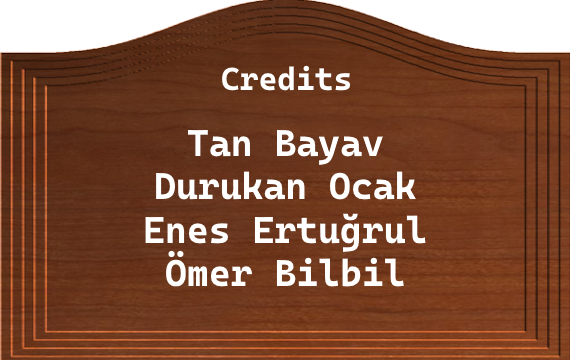 Credits
Tan Bayav
Durukan Ocak
Enes Ertuğrul
Ömer Bilbil